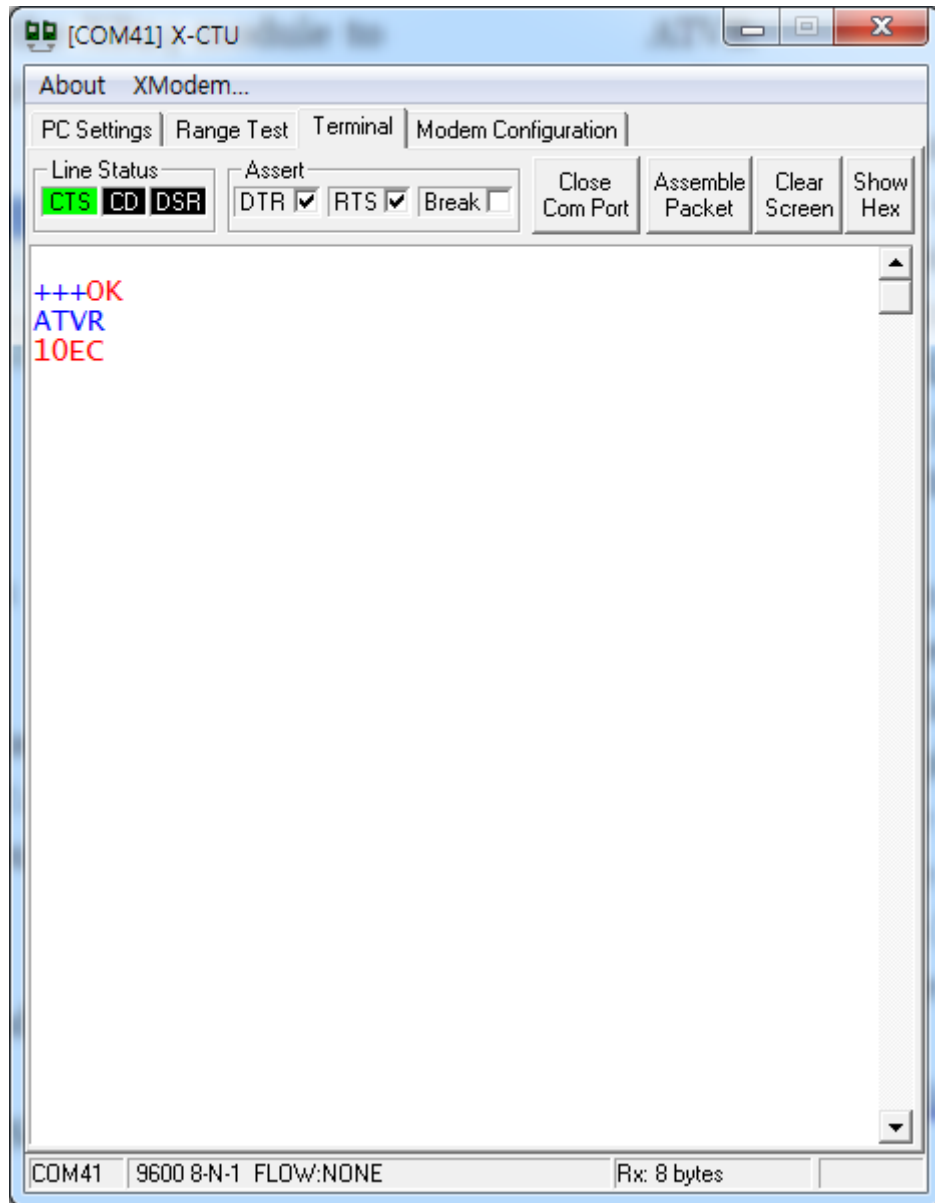 [COM41] X-CTU
About XModem...
PC Settings Range Test Terminal Modem Configuration
Line Status
CTS CD DSR
Assert
DTR RTS Break
Close Com Port
Assemble Packet
Clear Screen
Show Hex
+++OK
ATVR
10EC
COM41 9600 8-N-1 FLOW:NONE Rx: 8 bytes